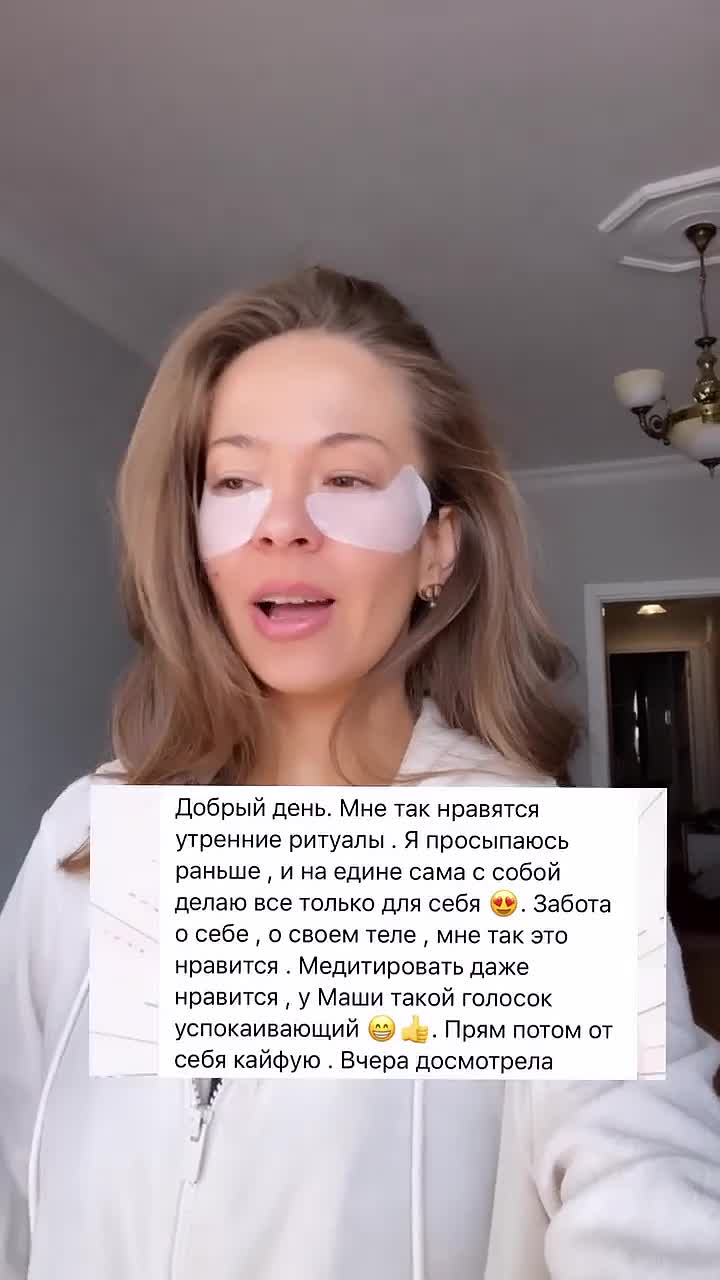 Добрый день. Мне так нравятся
утренние ритуалы . Я просыпаюсь
раньше , и на едине сама с собой
делаю все только для себя 😍. Забота
о себе , о своем теле , мне так это
нравится . Медитировать даже
нравится , у Маши такой голосок
успокаивающий 😁👍. Прям потом от
себя кайфую . Вчера досмотрела